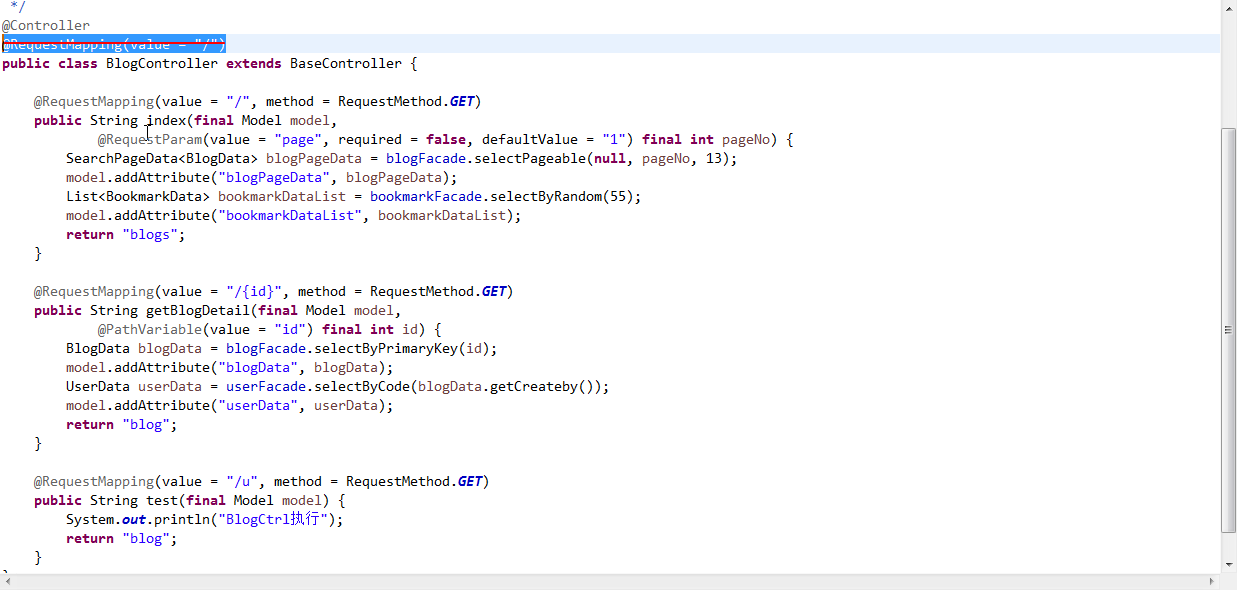 */
@Controller
@RequestMapping(value = "/")
public class BlogController extends BaseController {
@RequestMapping(value = "/", method = RequestMethod.GET)
public String index(final Model model,
@RequestParam(value = "page", required = false, defaultValue = "1") final int pageNo) {
SearchPageData<BlogData> blogPageData = blogFacade.selectPageable(null, pageNo, 13);
model.addAttribute("blogPageData", blogPageData);
List<BookmarkData> bookmarkDataList = bookmarkFacade.selectByRandom(55);
model.addAttribute("bookmarkDataList", bookmarkDataList);
return "blogs";
}
@RequestMapping(value = "/{id}", method = RequestMethod.GET)
public String getBlogDetail(final Model model,
@PathVariable(value = "id") final int id) {
BlogData blogData = blogFacade.selectByPrimaryKey(id);
model.addAttribute("blogData", blogData);
UserData userData = userFacade.selectByCode(blogData.getCreateby());
model.addAttribute("userData", userData);
return "blog";
}
@RequestMapping(value = "/u", method = RequestMethod.GET)
public String test(final Model model) {
System.out.println("BlogCtrl执行");
return "blog";
}